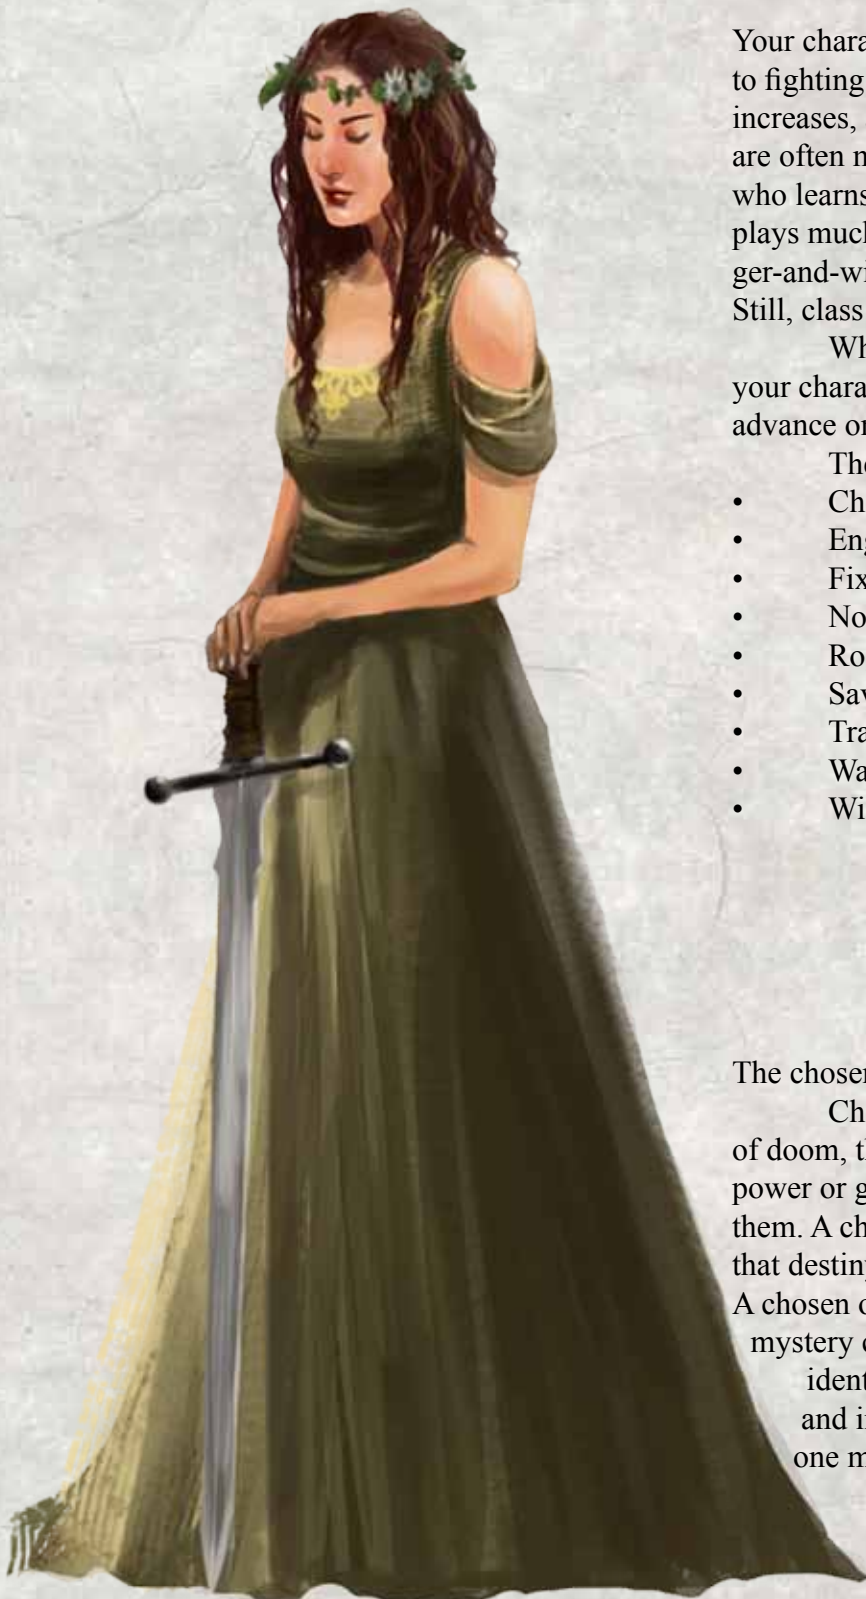 Your chara
to fighting
increases,
are often n
who learns
plays much
ger-and-wi
Still, class
Wh
your chara
advance or
The
• Ch
• Eng
• Fix
• No
• Ro
• Sav
• Tra
• Wa
• Wi
The chosen
Ch
of doom, th
power or g
them. A ch
that destiny
A chosen o
mystery o
ident
and i
one m